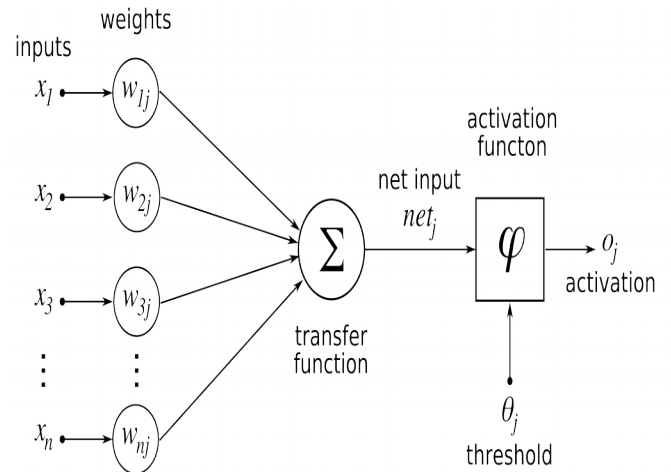 weights
inputs
x1 w1j
activation
functon
x2 w2j
net input
netj
Σ
φ
oj
activation
x3 w3j
transfer
function
⋮ ⋮
θj
xn wnj
threshold